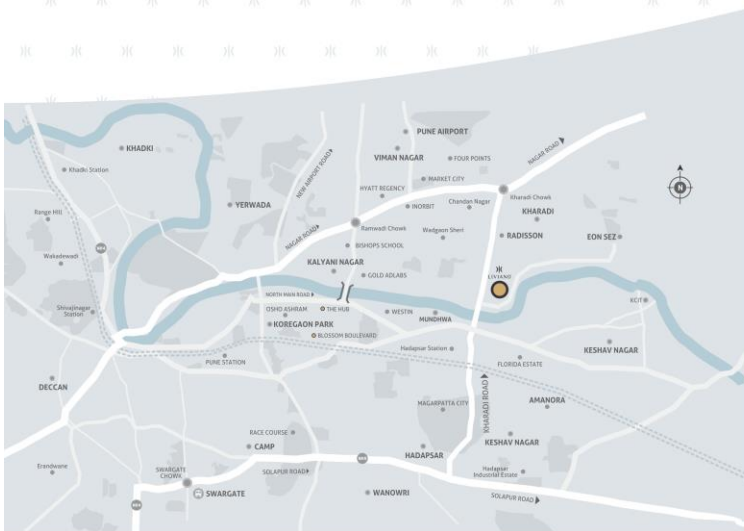 PUNE AIRPORT
KHADKI
VIMAN NAGAR
FOUR POINTS
NAGAR ROAD
Khadki Station
NEW AIRPORT ROAD
MARKET CITY
HYATT REGENCY
Kharadi Chowk
YERWADA
INORBIT
Chandan Nagar
Range Hill
KHARADI
NAGAR ROAD
Ramwadi Chowk
Wadgaon Sheri
RADISSON
EON SEZ
N
BISHOPS SCHOOL
Wakadewadi
KALYANI NAGAR
GOLD ADLABS
LIVIANO
NORTH MAIN ROAD
Shivajinagar
Station
OSHO ASHRAM
THE HUB
WESTIN
MUNDHWA
KCIT
KOREGAON PARK
BLOSSOM BOULEVARD
Hadapsar Station
KESHAV NAGAR
PUNE STATION
FLORIDA ESTATE
DECCAN
KHARADI ROAD
MAGARPATTA CITY
AMANORA
RACE COURSE
CAMP
KESHAV NAGAR
HADAPSAR
Erandwane
SWARGATE
CHOWK
SOLAPUR ROAD
Hadapsar
Industrial Estate
SWARGATE
WANOWRI
SOLAPUR ROAD